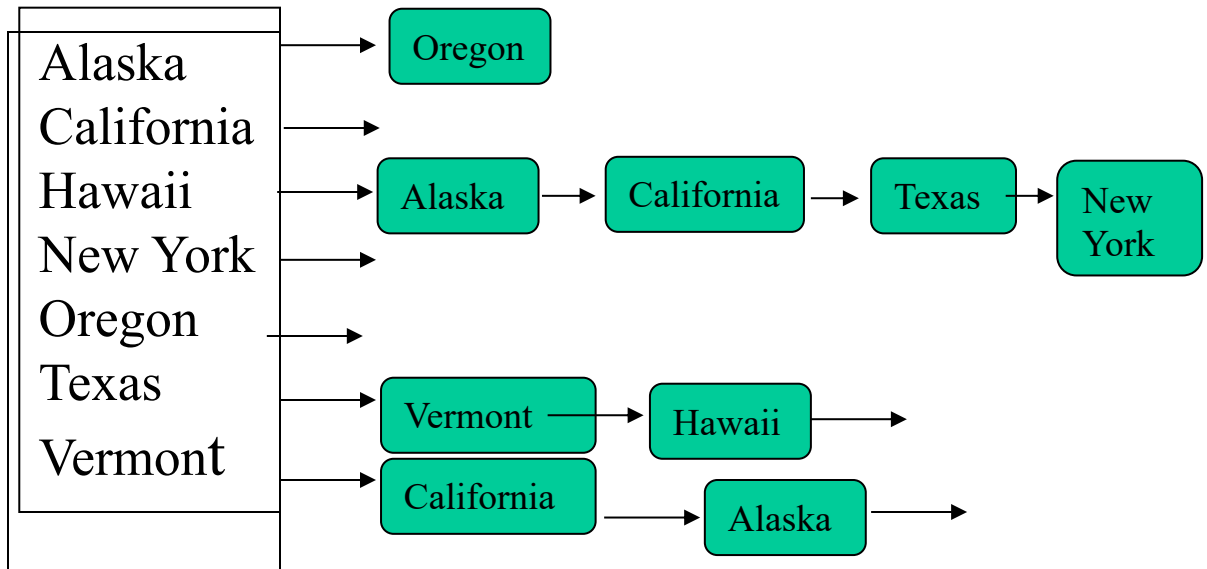 Alaska
Oregon
California
Hawaii
Alaska
California
Texas
New
York
New York
Oregon
Texas
Vermont
Hawaii
Vermont
California
Alaska